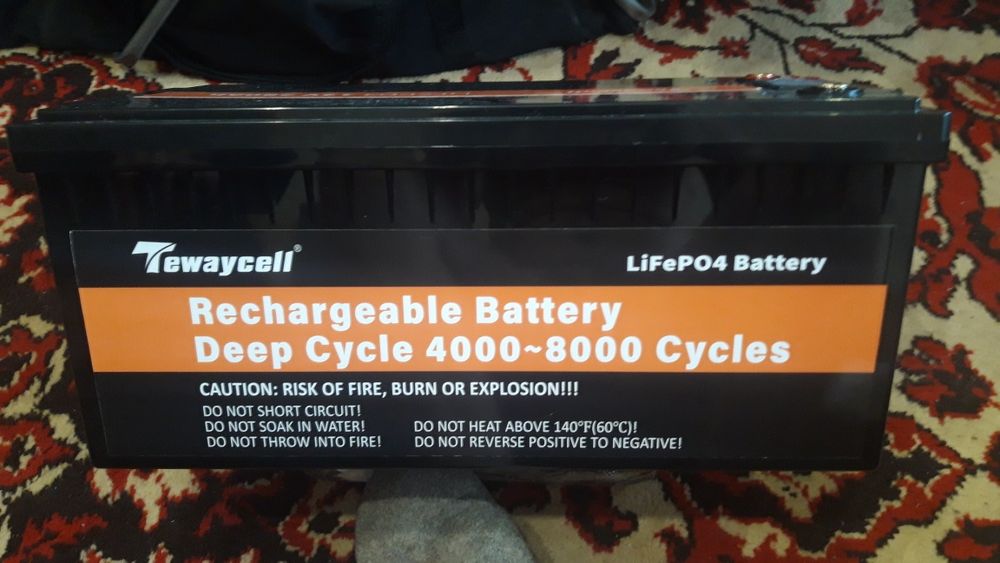 Tewaycell®
LiFePO4 Battery
Rechargeable Battery
Deep Cycle 4000~8000 Cycles
CAUTION: RISK OF FIRE, BURN OR EXPLOSION!!!
DO NOT SHORT CIRCUIT!
DO NOT SOAK IN WATER! DO NOT HEAT ABOVE 140°F(60°C)!
DO NOT THROW INTO FIRE! DO NOT REVERSE POSITIVE TO NEGATIVE!